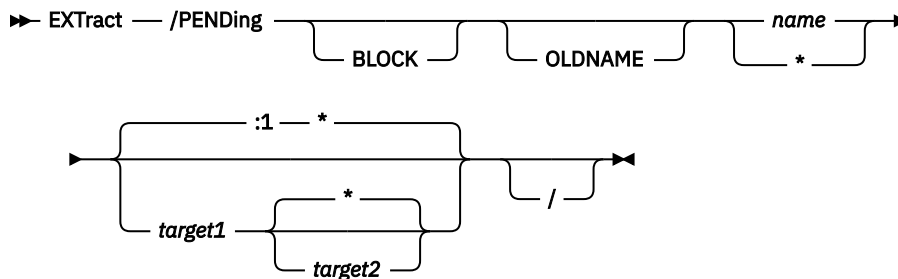 EXTract /PENDing name
BLOCK OLDNAME *
:1 *
*
/
target1
target2